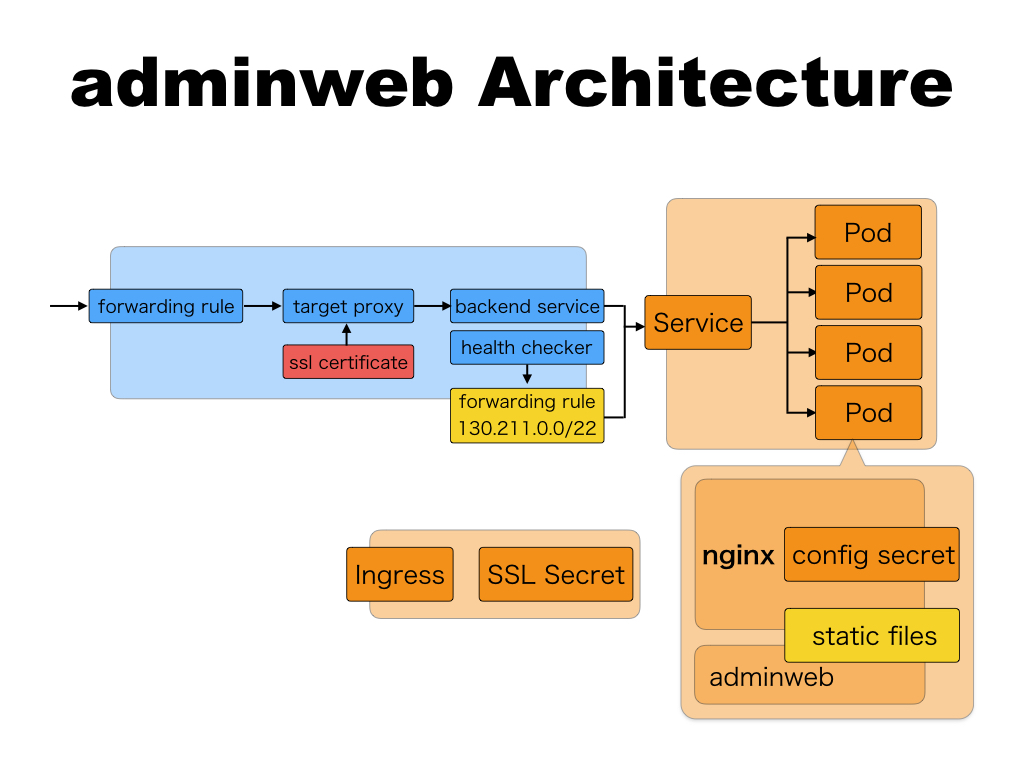 adminweb Architecture
forwarding rule
target proxy
backend service
ssl certificate
health checker
forwarding rule
130.211.0.0/22
Service
Pod
Pod
Pod
Pod
Ingress
SSL Secret
nginx
config secret
static files
adminweb